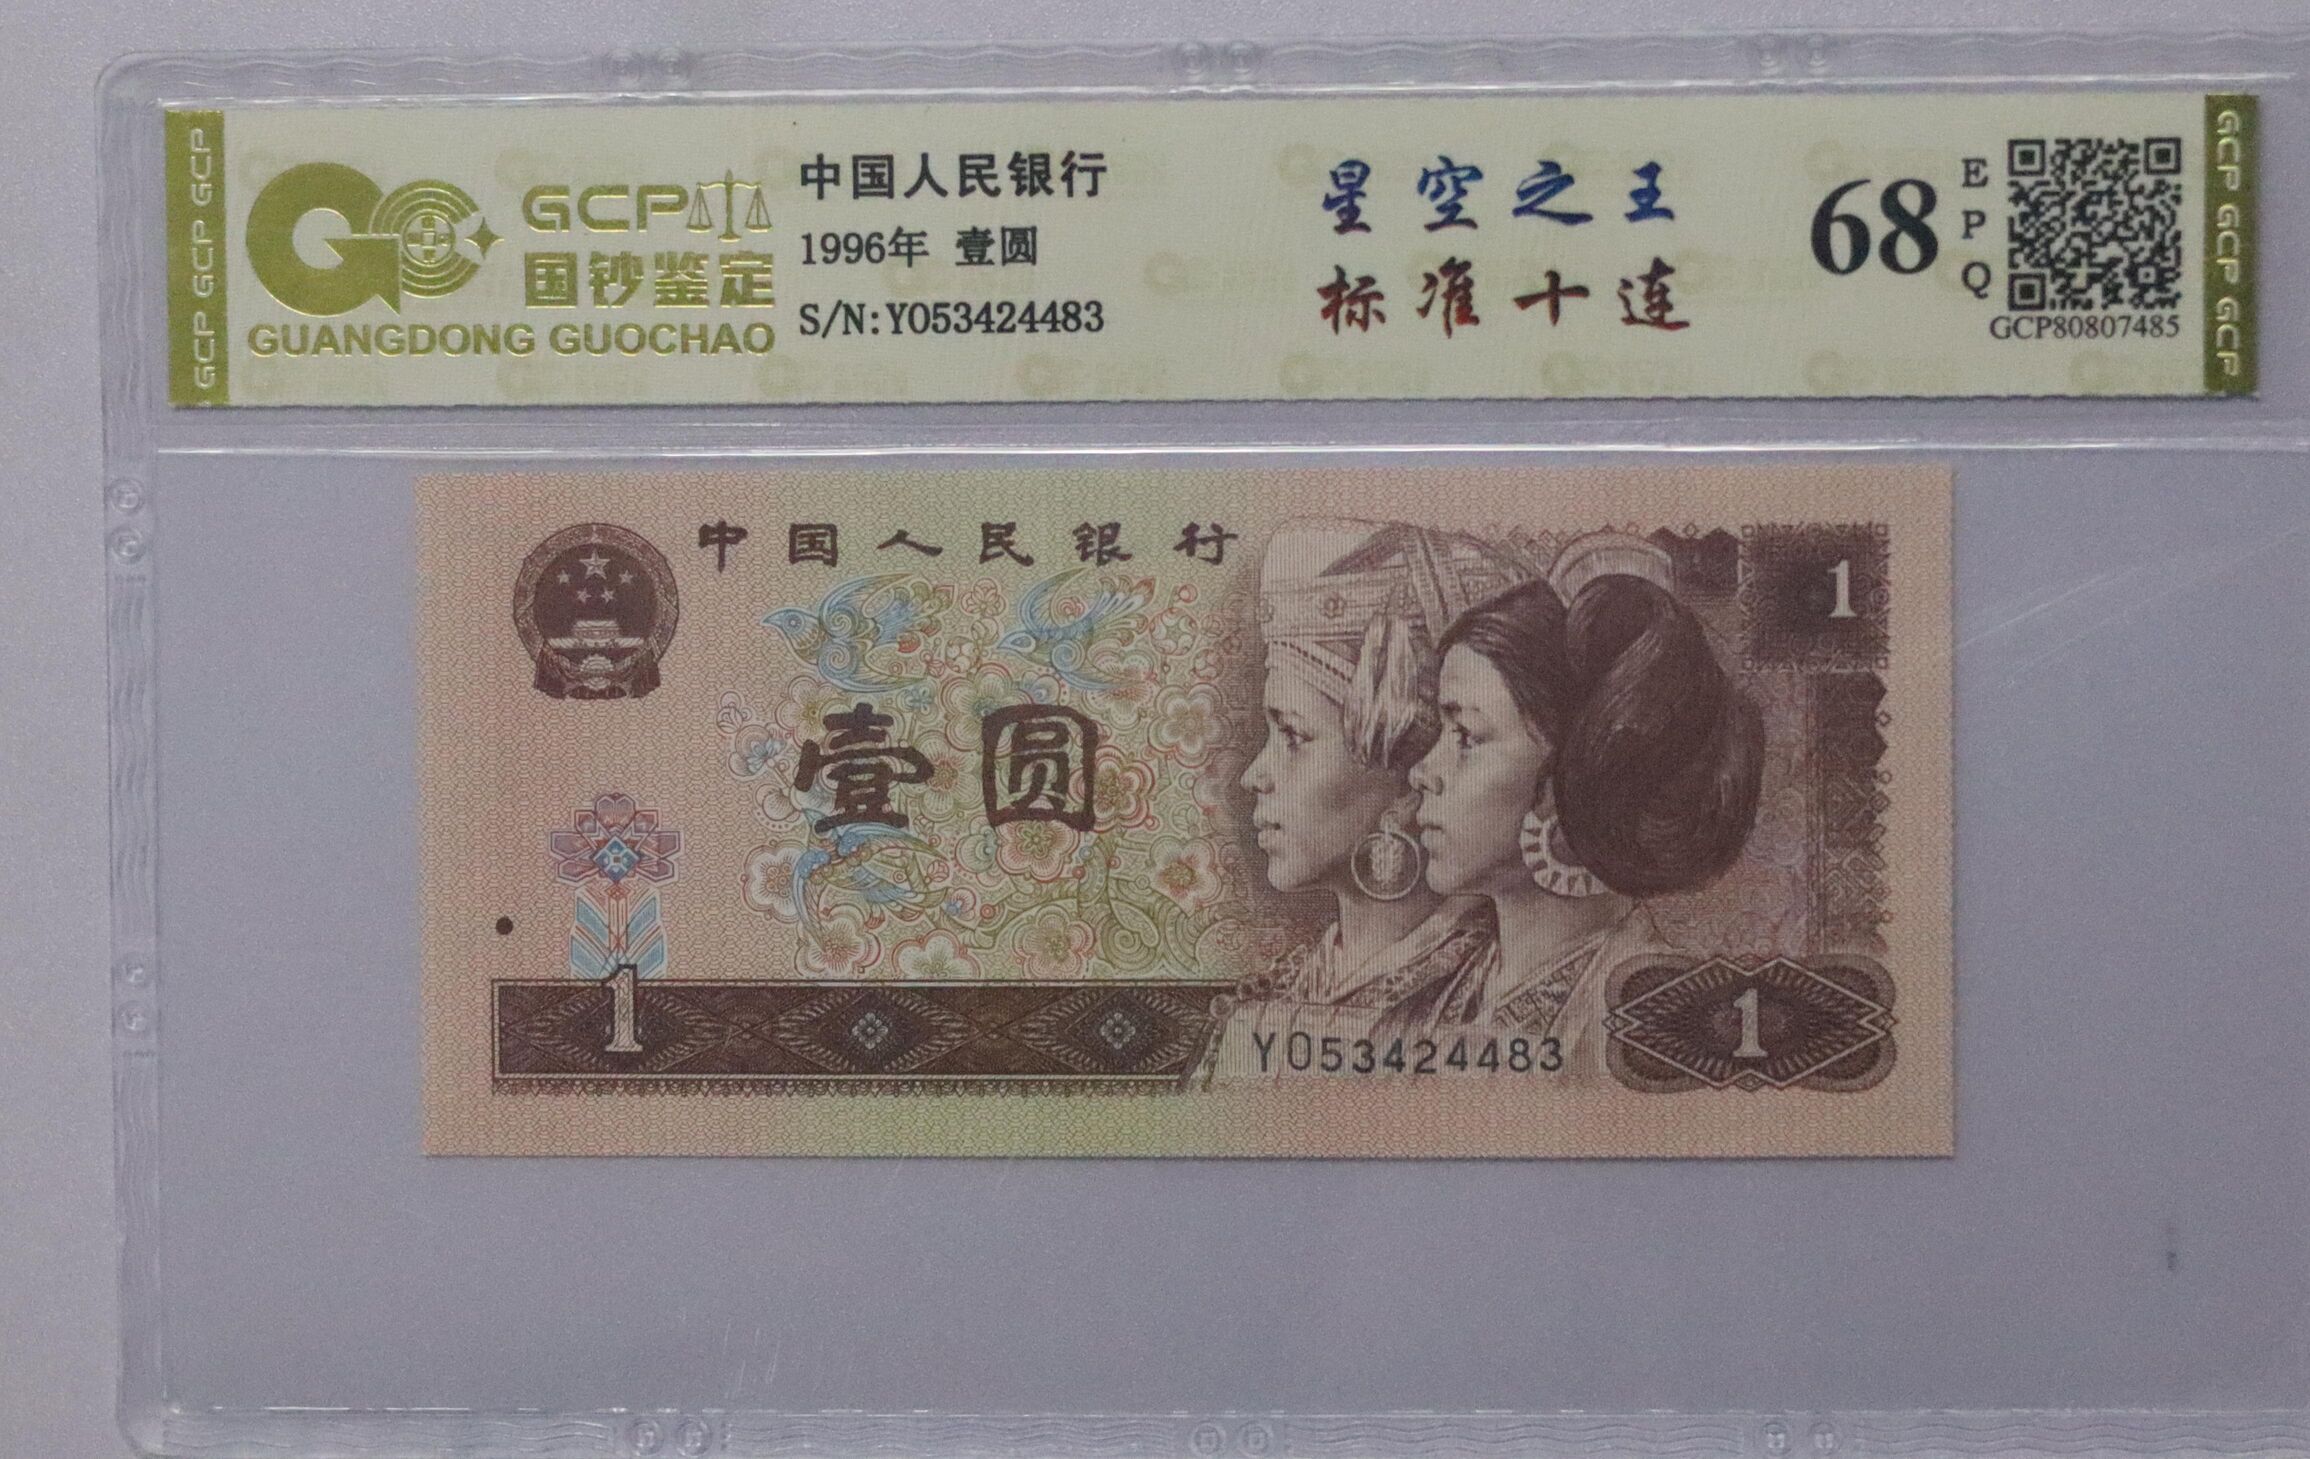 GCP
国钞鉴定
GUANGDONG GUOCHAO
中国人民银行
1996年 壹圆
S/N:Y053424483
星空之王
标准十连
68
EPQ
GCP80807485
GCP GCP GCP
GCP GCP GCP
中国人民银行
1
壹圆
1
Y053424483
1